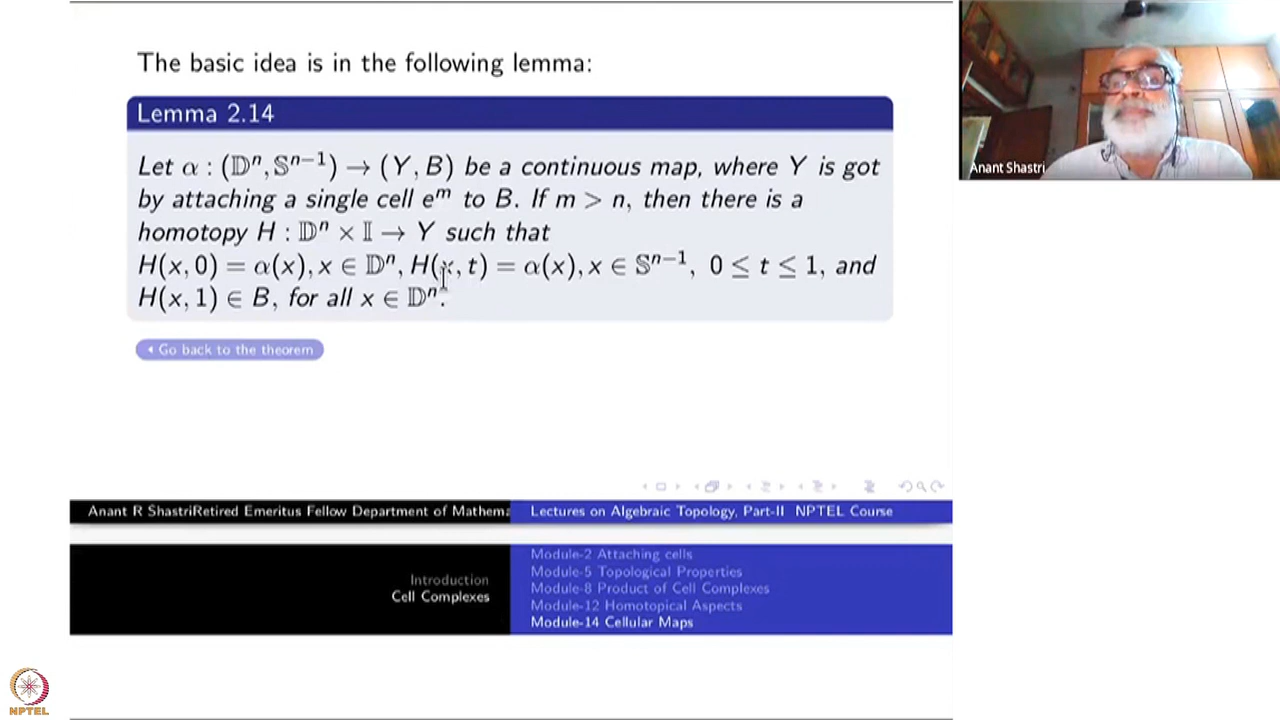 The basic idea is in the following lemma:
Lemma 2.14
Let α : (𝔻ⁿ, 𝕊ⁿ⁻¹) → (Y, B) be a continuous map, where Y is got
by attaching a single cell eᵐ to B. If m > n, then there is a
homotopy H : 𝔻ⁿ × 𝕀 → Y such that
H(x, 0) = α(x), x ∈ 𝔻ⁿ, H(x, t) = α(x), x ∈ 𝕊ⁿ⁻¹, 0 ≤ t ≤ 1, and
H(x, 1) ∈ B, for all x ∈ 𝔻ⁿ.
Go back to the theorem
Anant Shastri
Anant R ShastriRetired Emeritus Fellow Department of Mathema
Lectures on Algebraic Topology, Part-II NPTEL Course
Introduction
Cell Complexes
Module-2 Attaching cells
Module-5 Topological Properties
Module-8 Product of Cell Complexes
Module-12 Homotopical Aspects
Module-14 Cellular Maps
NPTEL